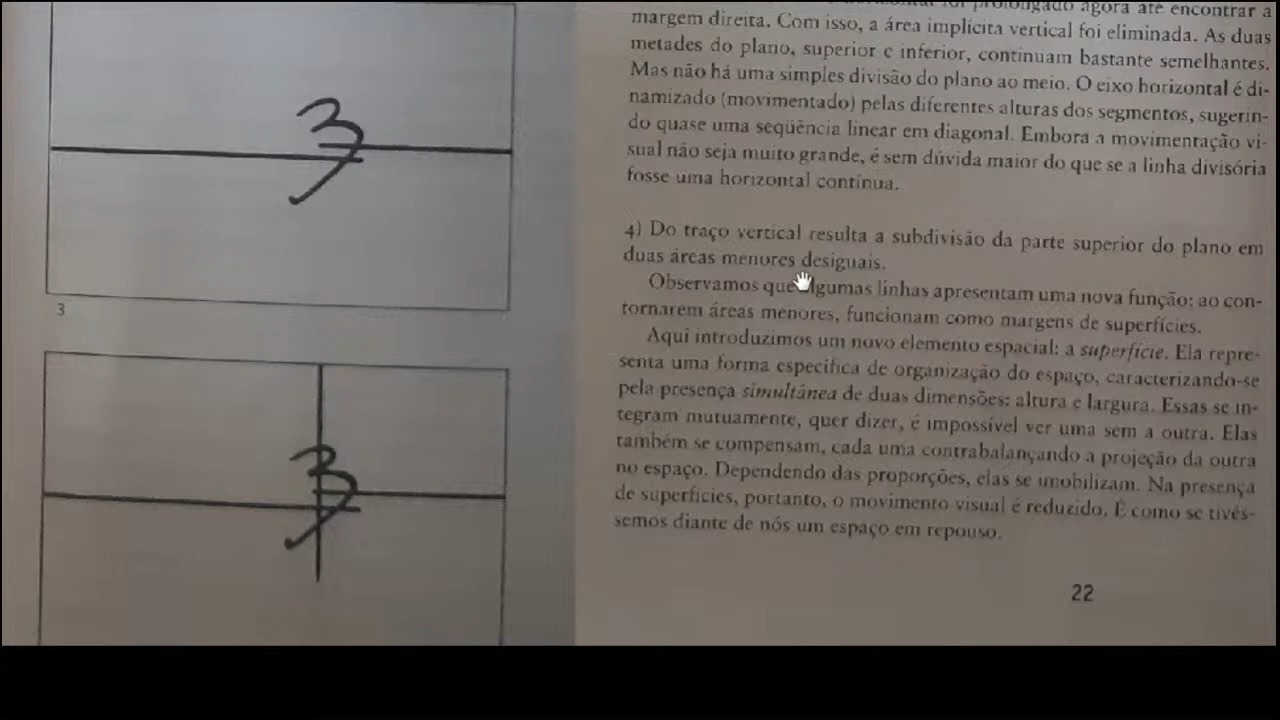 3
prolongado agora até encontrar a
margem direita. Com isso, a área implícita vertical foi eliminada. As duas
metades do plano, superior e inferior, continuam bastante semelhantes.
Mas não há uma simples divisão do plano ao meio. O eixo horizontal é di-
namizado (movimentado) pelas diferentes alturas dos segmentos, sugerin-
do quase uma seqüência linear em diagonal. Embora a movimentação vi-
sual não seja muito grande, é sem dúvida maior do que se a linha divisória
fosse uma horizontal contínua.
4) Do traço vertical resulta a subdivisão da parte superior do plano em
duas áreas menores desiguais.
Observamos que algumas linhas apresentam uma nova função: ao con-
tornarem áreas menores, funcionam como margens de superfícies.
Aqui introduzimos um novo elemento espacial: a superfície. Ela repre-
senta uma forma específica de organização do espaço, caracterizando-se
pela presença simultânea de duas dimensões: altura e largura. Essas se in-
tegram mutuamente, quer dizer, é impossível ver uma sem a outra. Elas
também se compensam, cada uma contrabalançando a projeção da outra
no espaço. Dependendo das proporções, elas se imobilizam. Na presença
de superfícies, portanto, o movimento visual é reduzido. É como se tivés-
semos diante de nós um espaço em repouso.
22